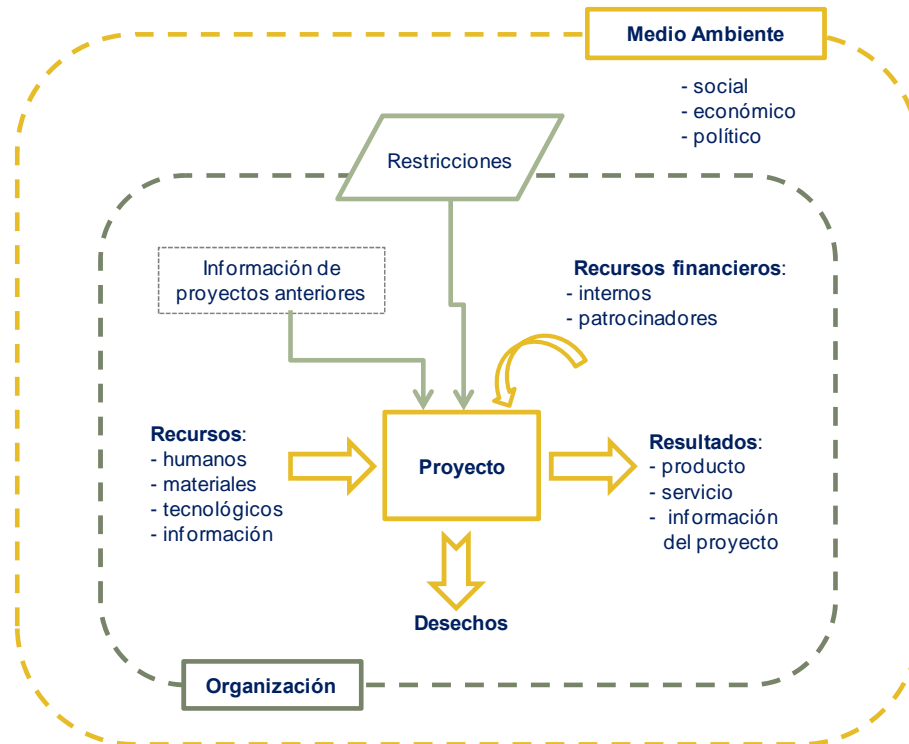 Medio Ambiente
- social
- económico
- político
Restricciones
Información de
proyectos anteriores
Recursos financieros:
- internos
- patrocinadores
Recursos:
- humanos
- materiales
- tecnológicos
- información
Proyecto
Resultados:
- producto
- servicio
- información
del proyecto
Desechos
Organización